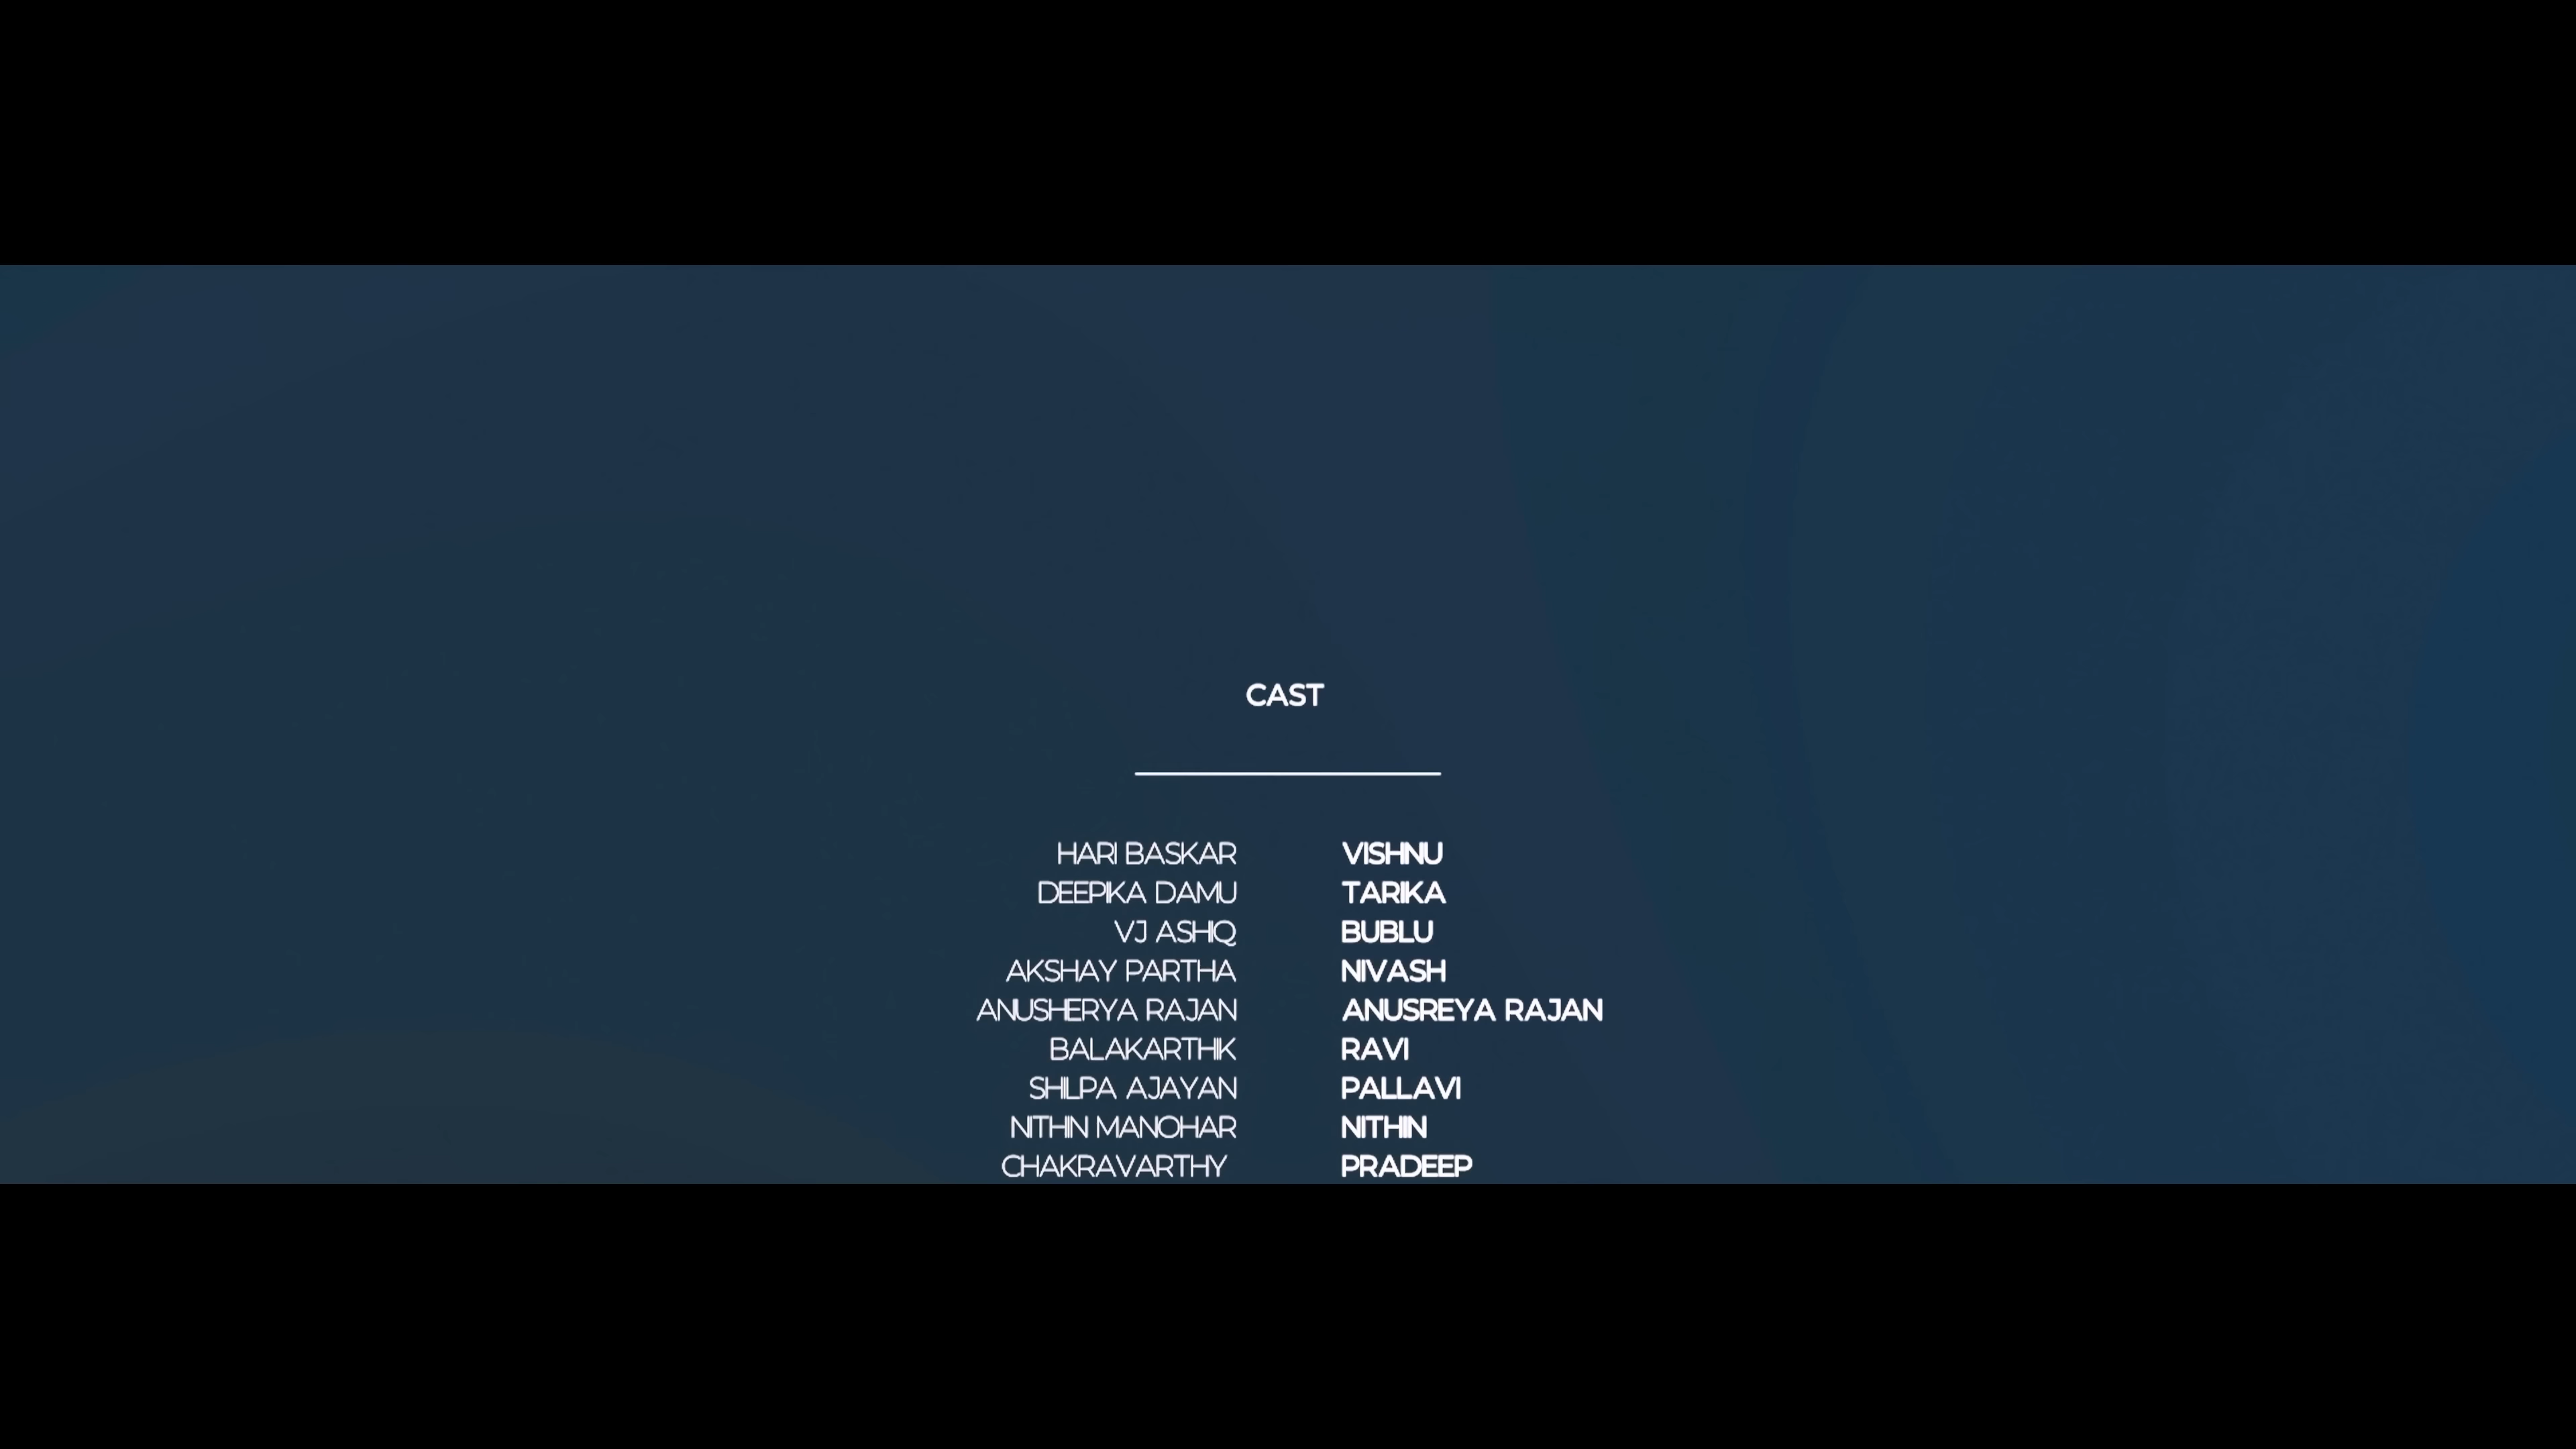 CAST
HARI BASKAR VISHNU
DEEPIKA DAMU TARIKA
VJ ASHIQ BUBLU
AKSHAY PARTHA NIVASH
ANUSHERYA RAJAN ANUSREYA RAJAN
BALAKARTHIK RAVI
SHILPA AJAYAN PALLAVI
NITHIN MANOHAR NITHIN
CHAKRAVARTHY PRADEEP